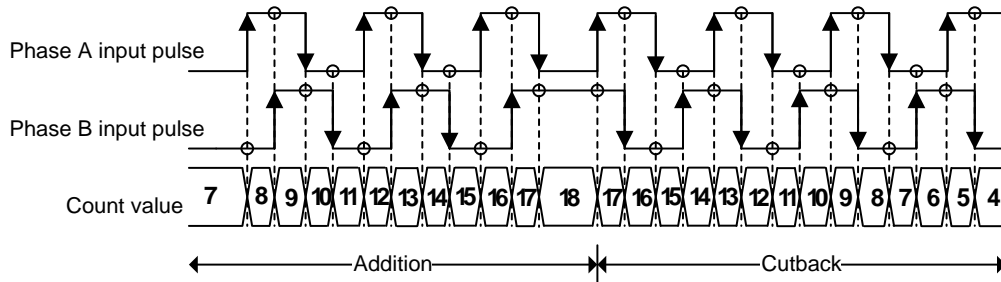 Phase A input pulse
Phase B input pulse
Count value 7 8 9 10 11 12 13 14 15 16 17 18 17 16 15 14 13 12 11 10 9 8 7 6 5 4
Addition Cutback